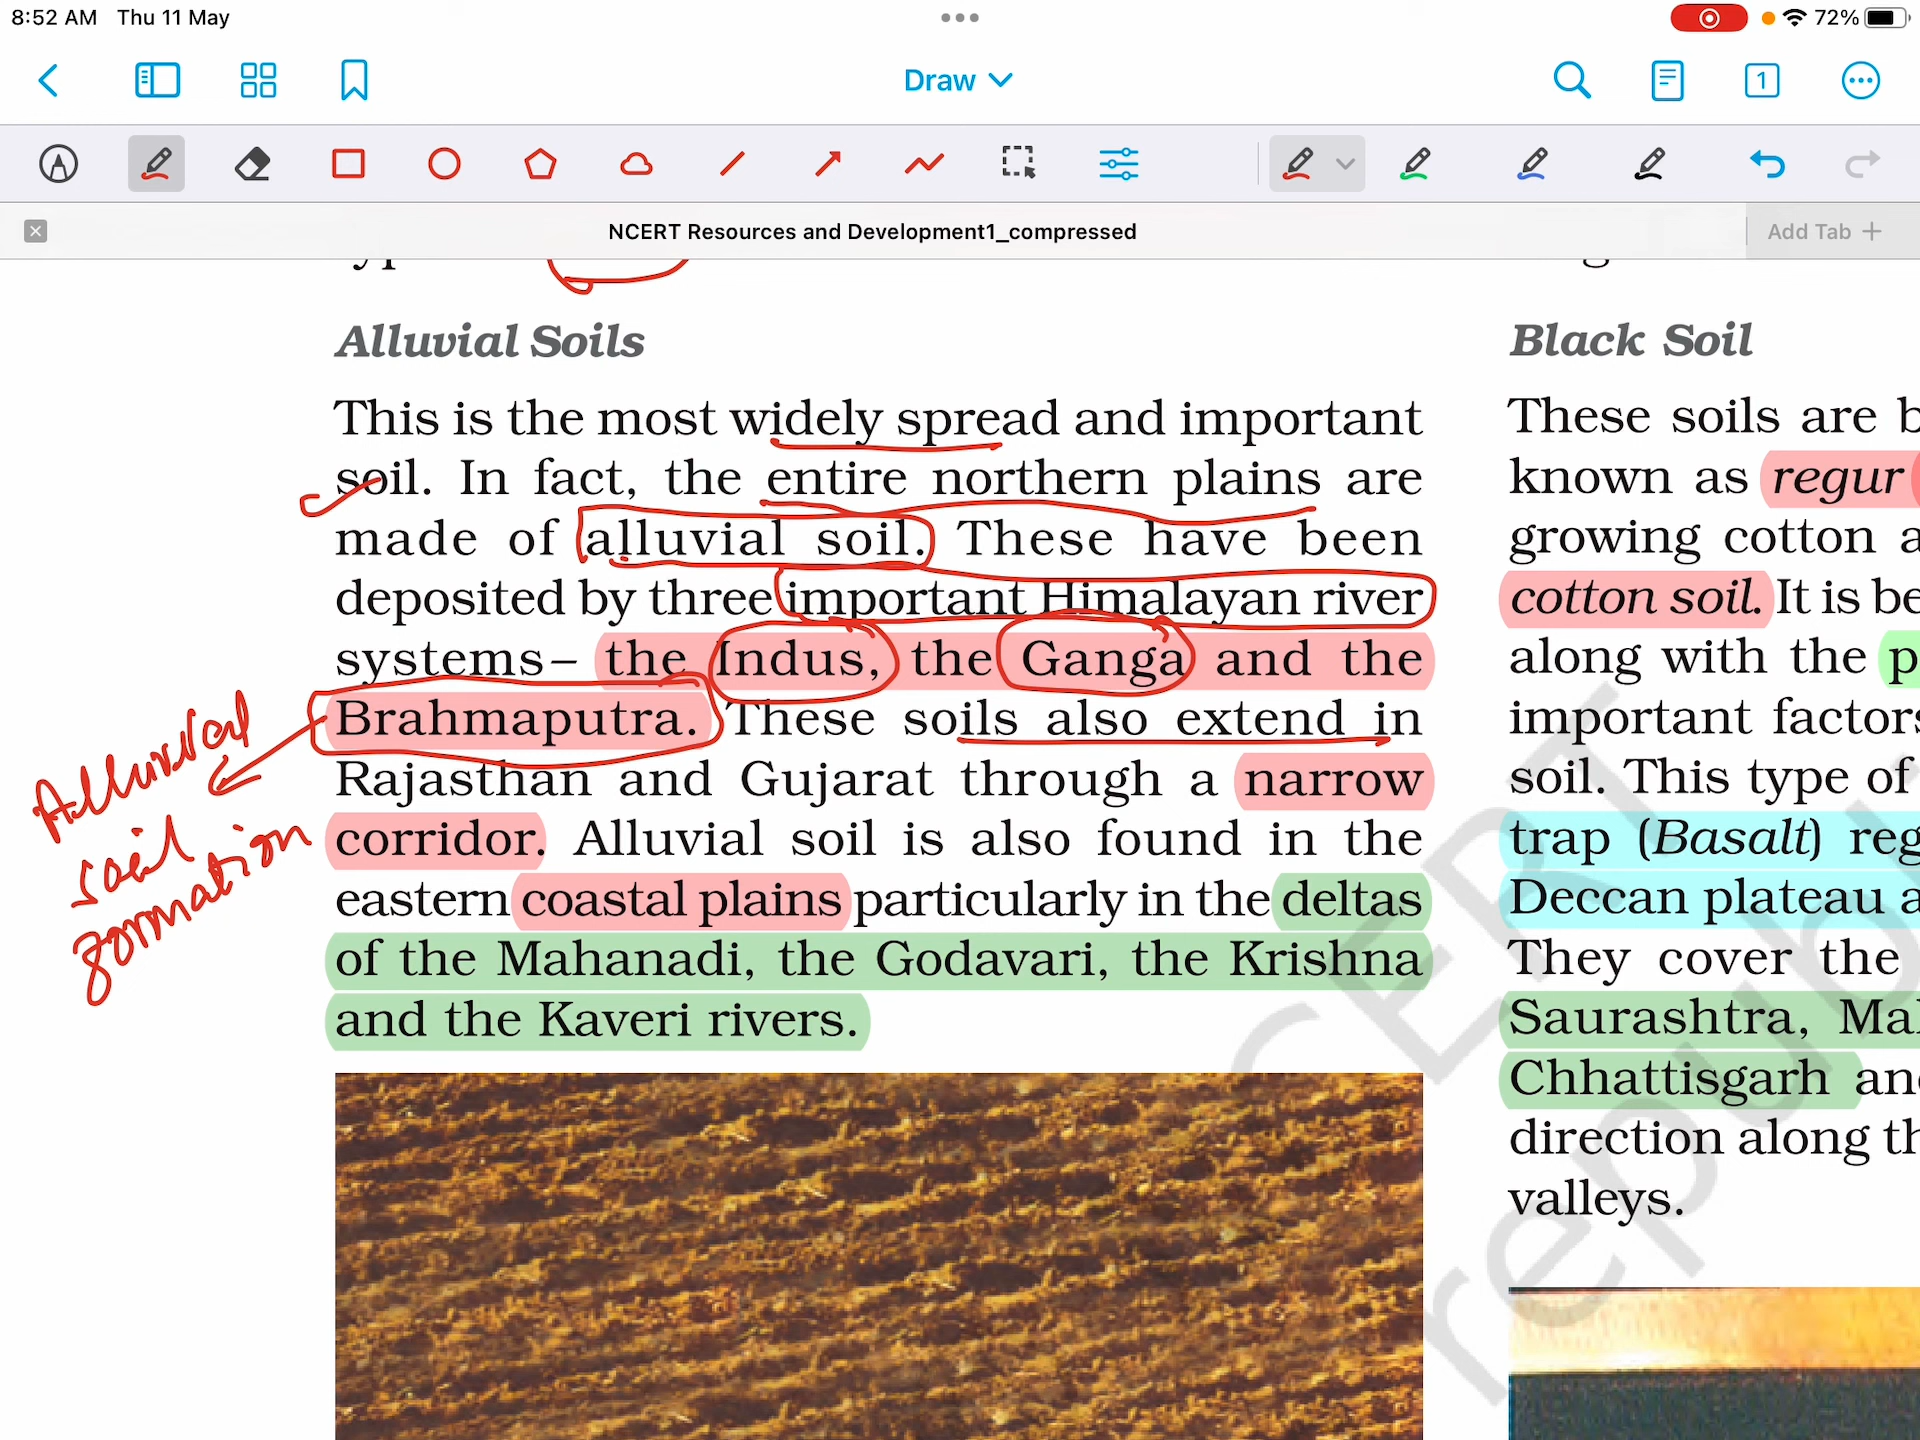 8:52 AM Thu 11 May
72%
Draw
1
NCERT Resources and Development1_compressed
Add Tab +
Alluvial Soils
This is the most widely spread and important
soil. In fact, the entire northern plains are
made of alluvial soil. These have been
deposited by three important Himalayan river
systems– the Indus, the Ganga and the
Brahmaputra. These soils also extend in
Rajasthan and Gujarat through a narrow
corridor. Alluvial soil is also found in the
eastern coastal plains particularly in the deltas
of the Mahanadi, the Godavari, the Krishna
and the Kaveri rivers.
Alluvial
soil
formation
Black Soil
These soils are b
known as regur
growing cotton a
cotton soil. It is be
along with the p
important factors
soil. This type of
trap (Basalt) reg
Deccan plateau a
They cover the
Saurashtra, Mal
Chhattisgarh and
direction along th
valleys.